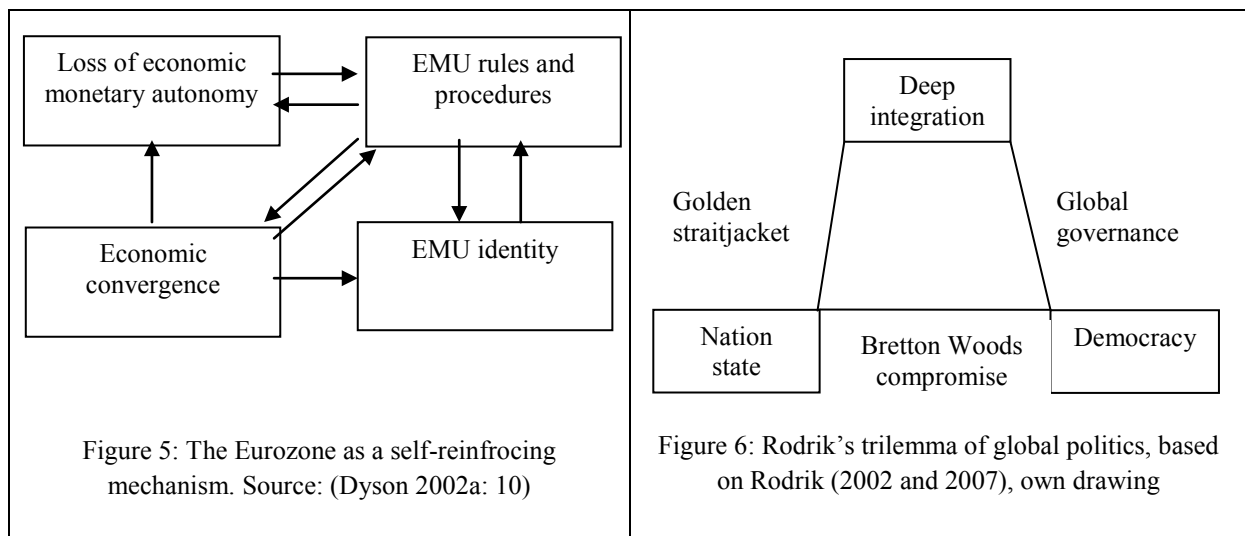 Loss of economic
monetary autonomy
EMU rules and
procedures
Economic
convergence
EMU identity
Figure 5: The Eurozone as a self-reinfrocing
mechanism. Source: (Dyson 2002a: 10)
Deep
integration
Golden
straitjacket
Global
governance
Nation
state
Bretton Woods
compromise
Democracy
Figure 6: Rodrik’s trilemma of global politics, based
on Rodrik (2002 and 2007), own drawing